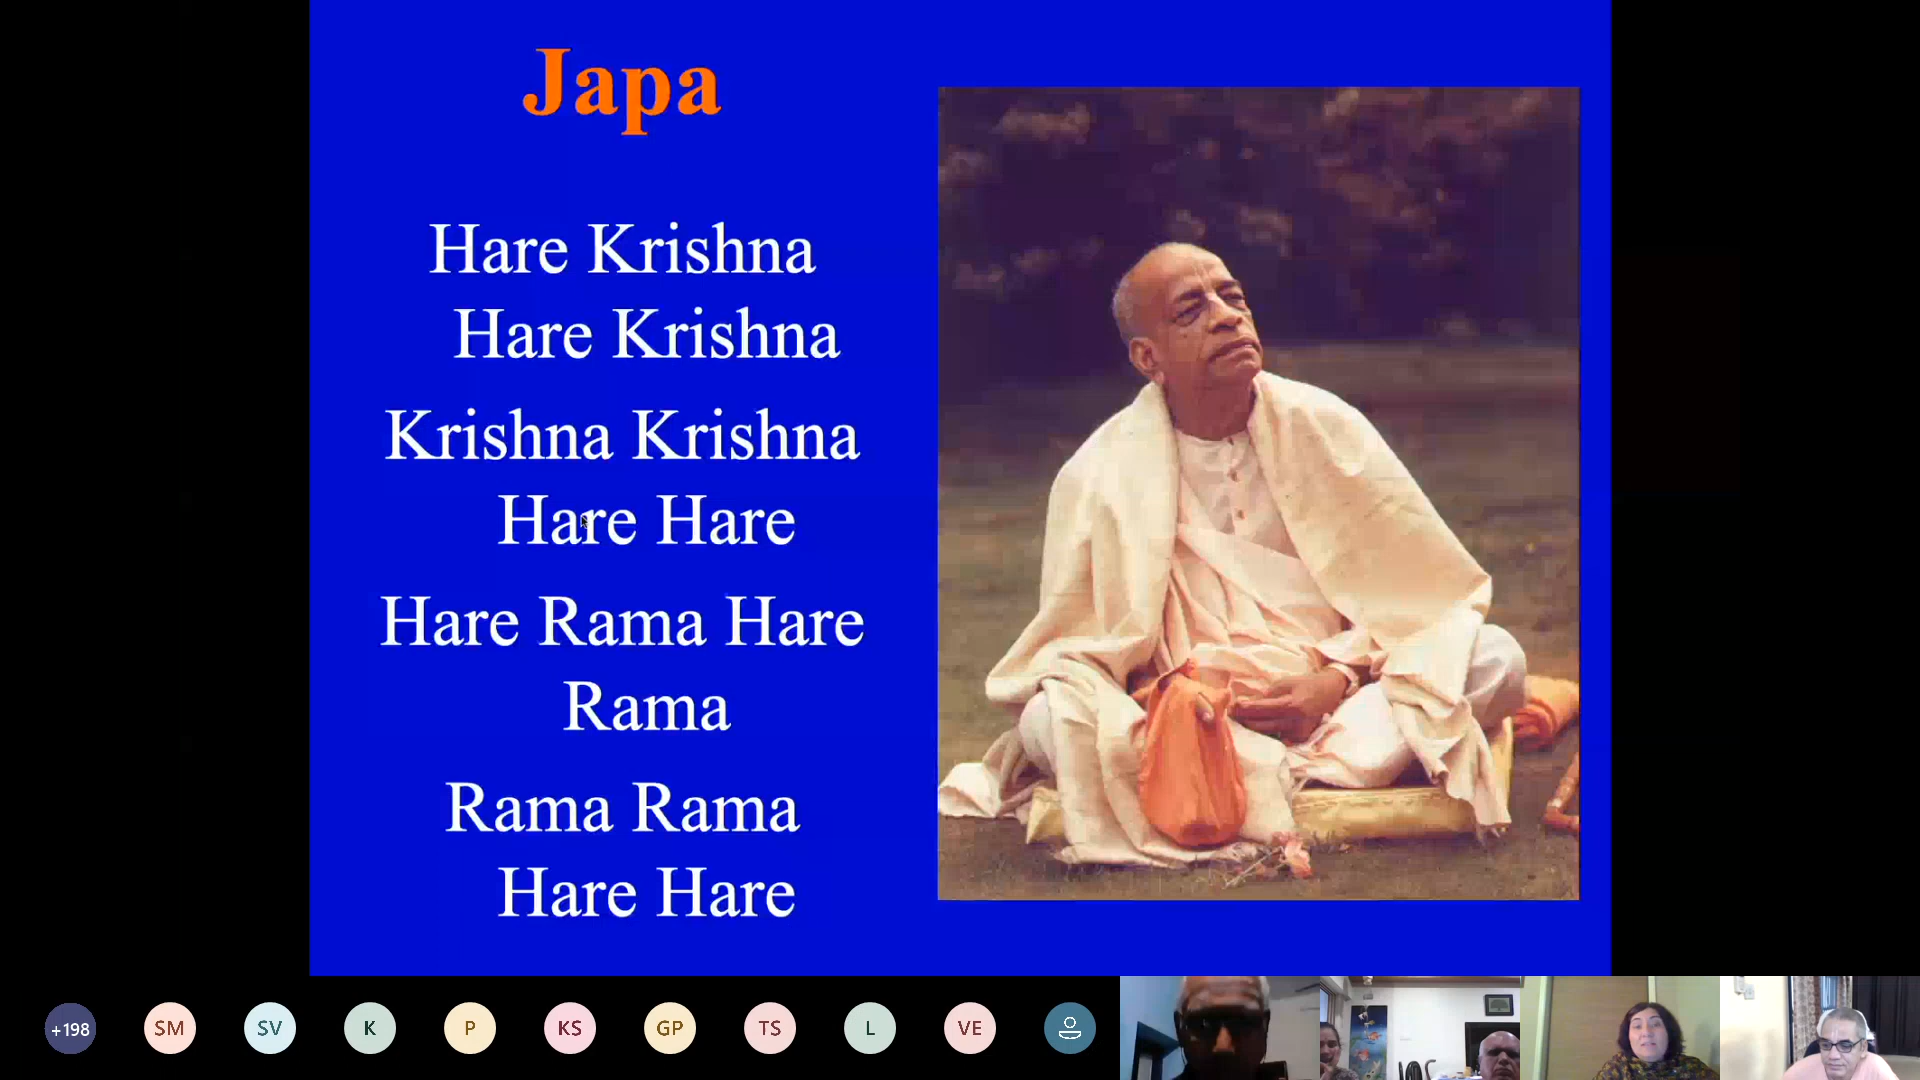 Japa
Hare Krishna
Hare Krishna
Krishna Krishna
Hare Hare
Hare Rama Hare
Rama
Rama Rama
Hare Hare
+198
SM
SV
K
P
KS
GP
TS
L
VE